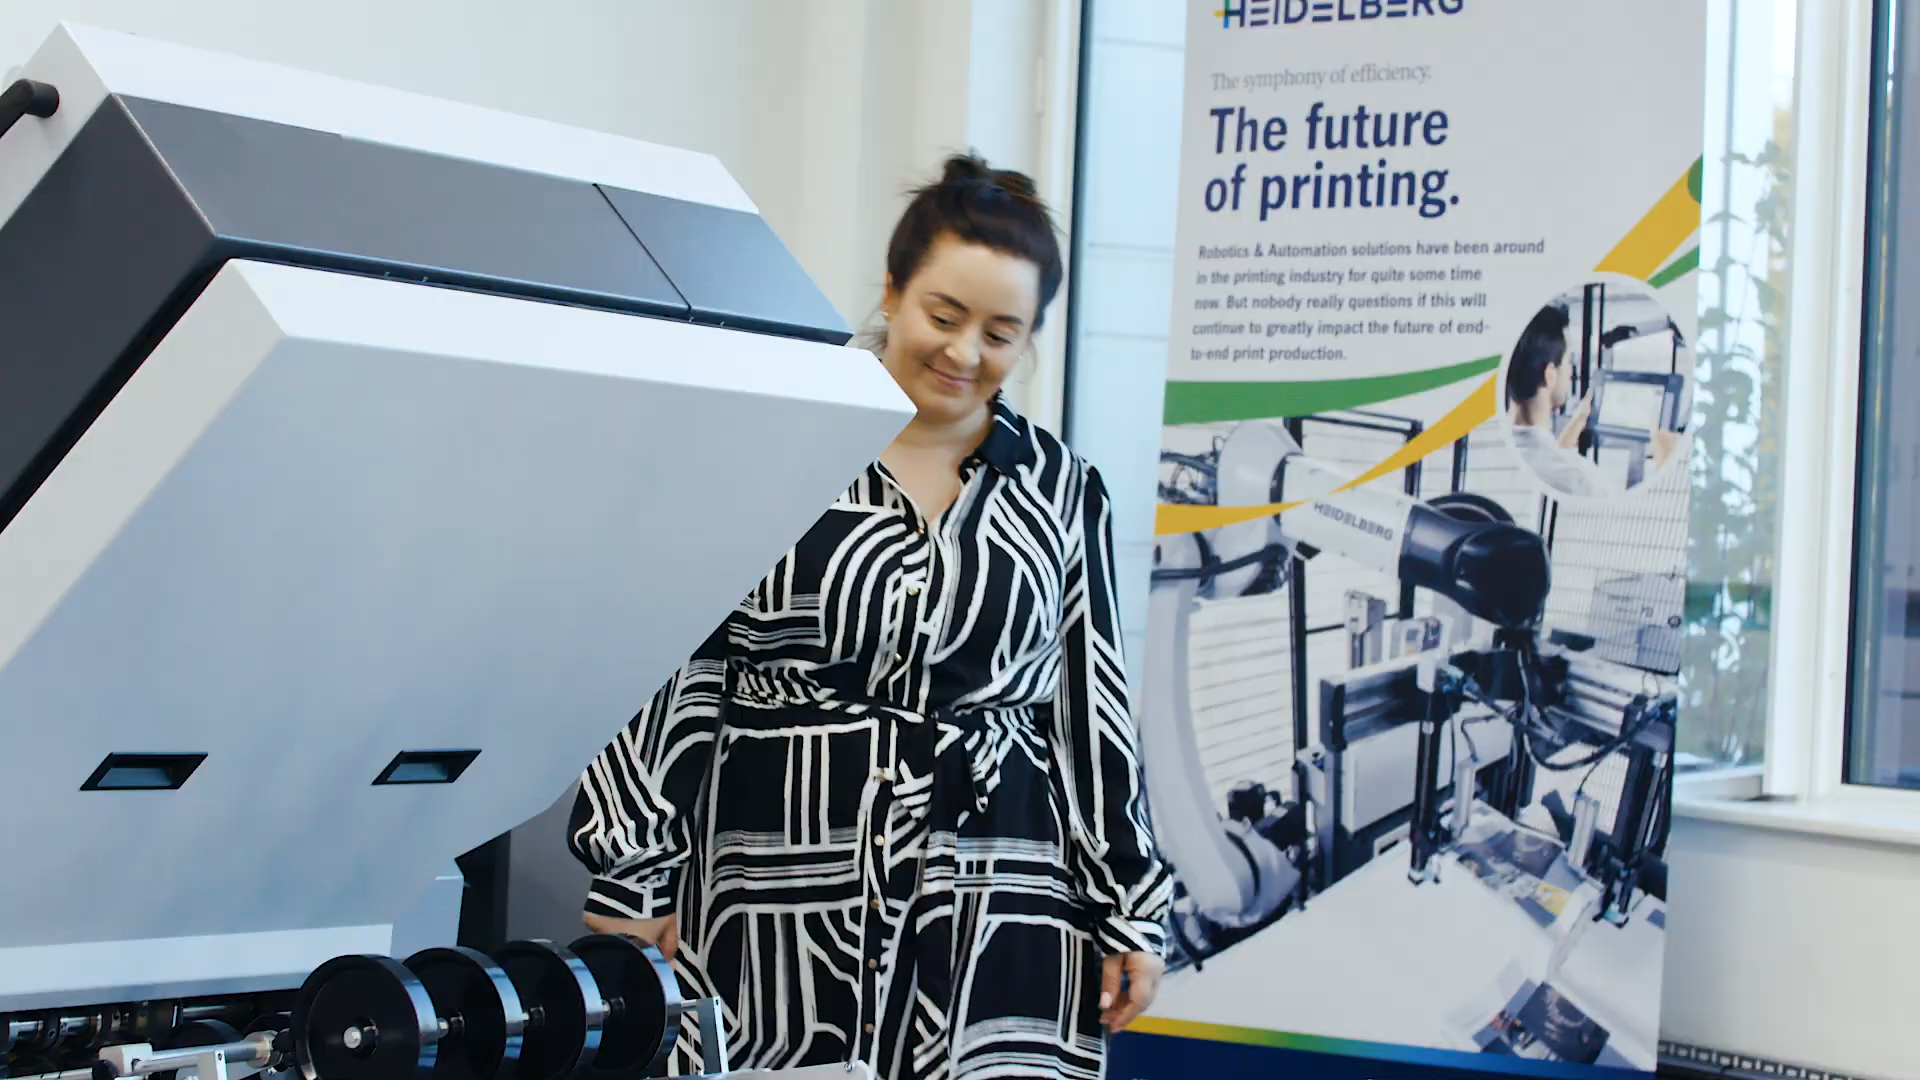 HEIDELBERG
The symphony of efficiency.
The future
of printing.
Robotics & Automation solutions have been around
in the printing industry for quite some time
now. But nobody really questions if this will
continue to greatly impact the future of end-
to-end print production.
HEIDELBERG